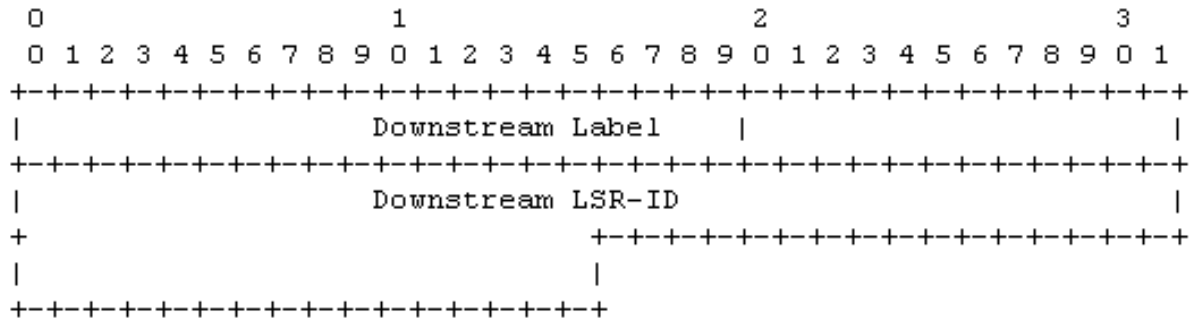 0                   1                   2                   3
 0 1 2 3 4 5 6 7 8 9 0 1 2 3 4 5 6 7 8 9 0 1 2 3 4 5 6 7 8 9 0 1
+-+-+-+-+-+-+-+-+-+-+-+-+-+-+-+-+-+-+-+-+-+-+-+-+-+-+-+-+-+-+-+-+
|                   Downstream Label    |                       |
+-+-+-+-+-+-+-+-+-+-+-+-+-+-+-+-+-+-+-+-+-+-+-+-+-+-+-+-+-+-+-+-+
|                   Downstream LSR-ID                           |
+                               +-+-+-+-+-+-+-+-+-+-+-+-+-+-+-+-+
|                               |
+-+-+-+-+-+-+-+-+-+-+-+-+-+-+-+-+